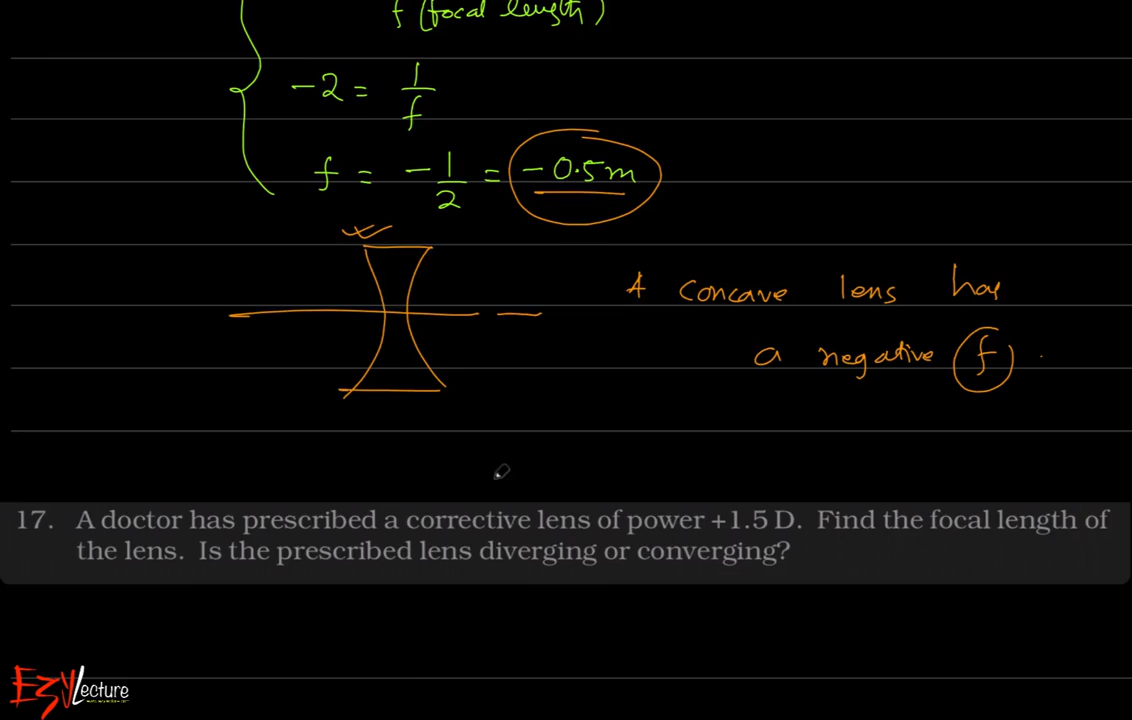 f (focal length)
-2 = 1/f
f = -1/2 = -0.5m
A concave lens has
a negative f.
17. A doctor has prescribed a corrective lens of power +1.5 D. Find the focal length of
the lens. Is the prescribed lens diverging or converging?
EzyLecture